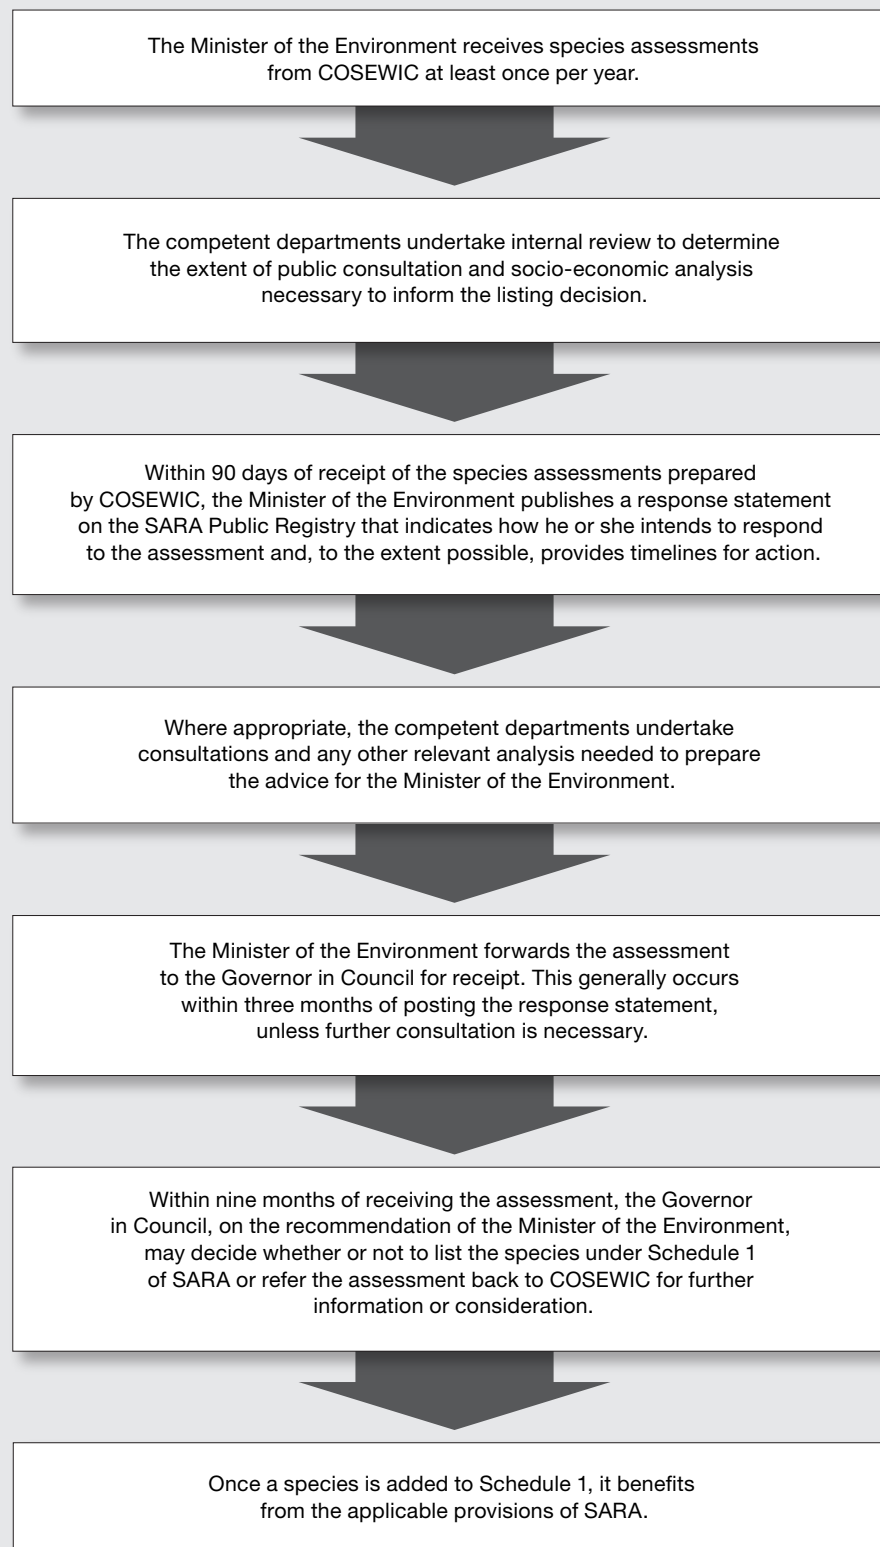 The Minister of the Environment receives species assessments
from COSEWIC at least once per year.
The competent departments undertake internal review to determine
the extent of public consultation and socio-economic analysis
necessary to inform the listing decision.
Within 90 days of receipt of the species assessments prepared
by COSEWIC, the Minister of the Environment publishes a response statement
on the SARA Public Registry that indicates how he or she intends to respond
to the assessment and, to the extent possible, provides timelines for action.
Where appropriate, the competent departments undertake
consultations and any other relevant analysis needed to prepare
the advice for the Minister of the Environment.
The Minister of the Environment forwards the assessment
to the Governor in Council for receipt. This generally occurs
within three months of posting the response statement,
unless further consultation is necessary.
Within nine months of receiving the assessment, the Governor
in Council, on the recommendation of the Minister of the Environment,
may decide whether or not to list the species under Schedule 1
of SARA or refer the assessment back to COSEWIC for further
information or consideration.
Once a species is added to Schedule 1, it benefits
from the applicable provisions of SARA.